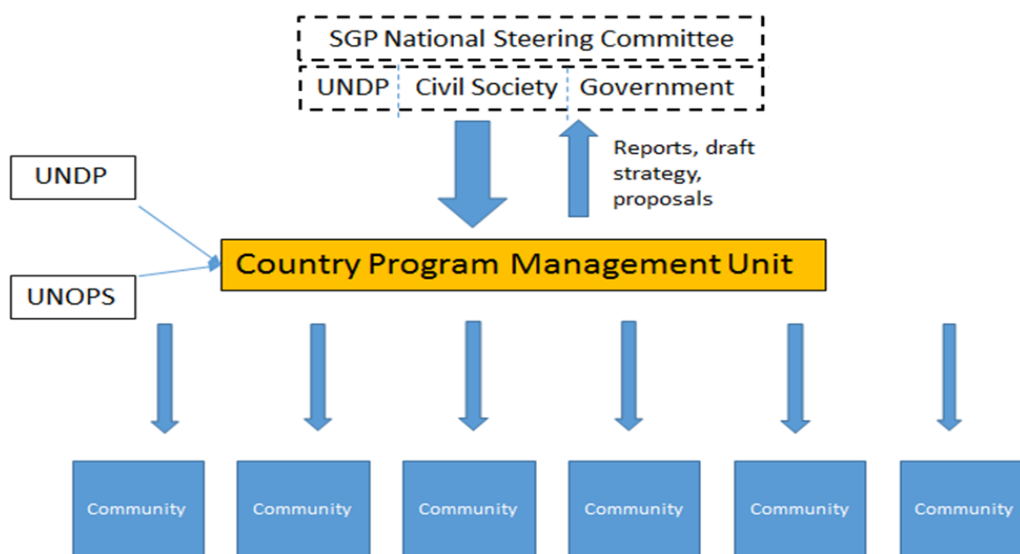 SGP National Steering Committee
UNDP Civil Society Government
Reports, draft
strategy,
proposals
UNDP
Country Program Management Unit
UNOPS
Community Community Community Community Community Community